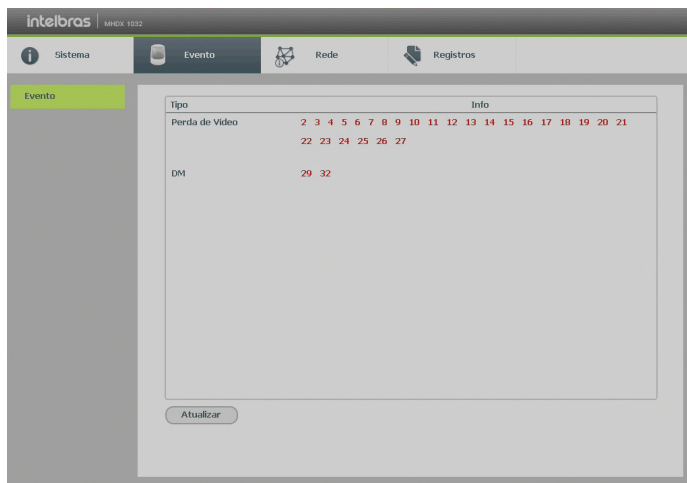 intelbras MHDX 1032
Sistema Evento Rede Registros
Evento
Tipo Info
Perda de Video 2 3 4 5 6 7 8 9 10 11 12 13 14 15 16 17 18 19 20 21
22 23 24 25 26 27
DM 29 32
Atualizar